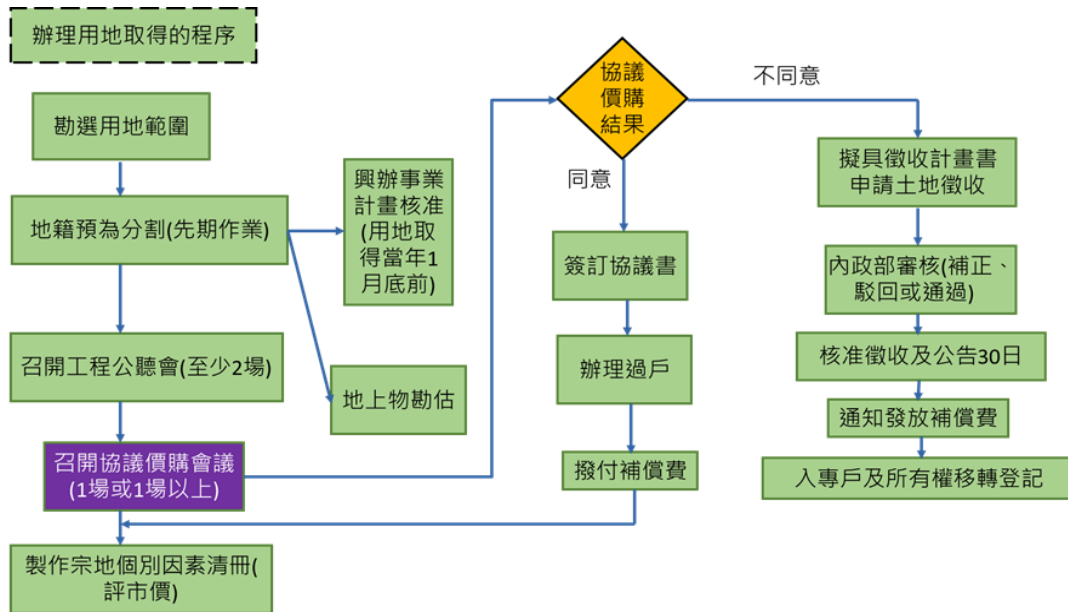 辦理用地取得的程序
勘選用地範圍
地籍預為分割(先期作業)
召開工程公聽會(至少2場)
召開協議價購會議
(1場或1場以上)
製作宗地個別因素清冊(
評市價)
興辦事業
計畫核准
(用地取
得當年1
月底前)
地上物勘估
協議
價購
結果
同意
簽訂協議書
辦理過戶
撥付補償費
不同意
擬具徵收計畫書
申請土地徵收
內政部審核(補正、
駁回或通過)
核准徵收及公告30日
通知發放補償費
入專戶及所有權移轉登記